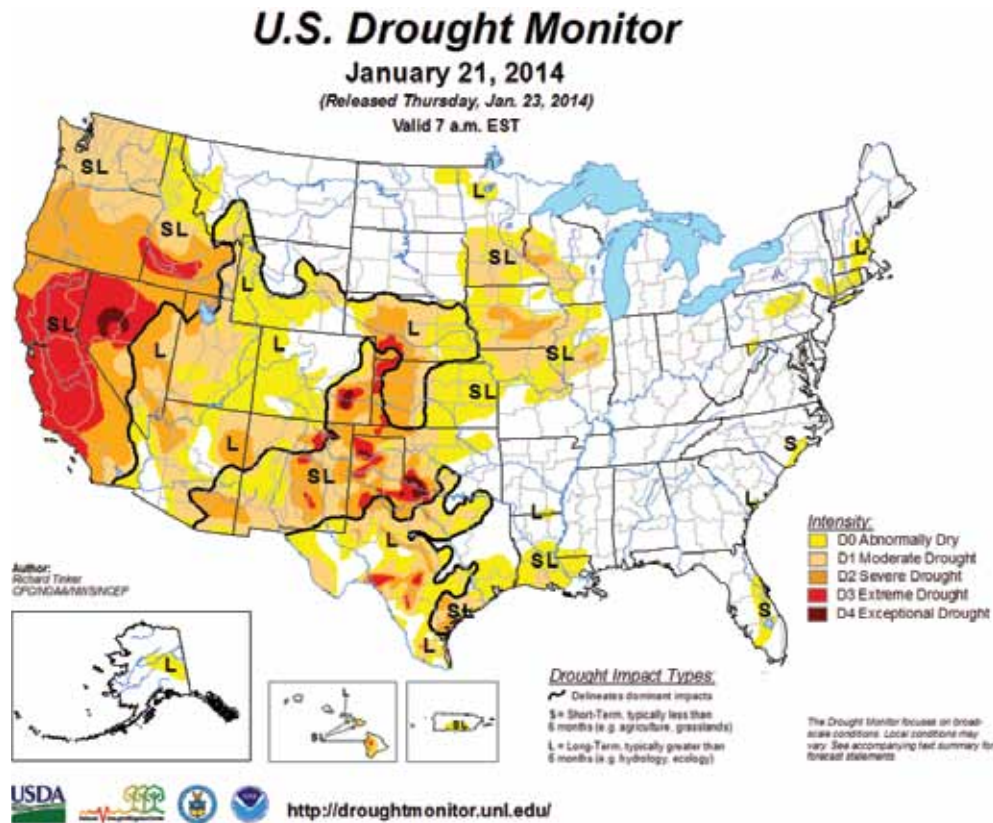 U.S. Drought Monitor
January 21, 2014
(Released Thursday, Jan. 23, 2014)
Valid 7 a.m. EST
SL
L
L
SL
SL
L
SL
L
L
L
SL
SL
L
SL
S
L
L
SL
L
SL
S
L
Intensity:
D0 Abnormally Dry
D1 Moderate Drought
D2 Severe Drought
D3 Extreme Drought
D4 Exceptional Drought
Author:
Richard Tinker
CPC/NOAA/NWS/NCEP
L
L
SL
SL
Drought Impact Types:
Delineates dominant impacts
S = Short-Term, typically less than
6 months (e.g. agriculture, grasslands)
L = Long-Term, typically greater than
6 months (e.g. hydrology, ecology)
The Drought Monitor focuses on broad-
scale conditions. Local conditions may
vary. See accompanying text summary for
forecast statements
USDA
http://droughtmonitor.unl.edu/